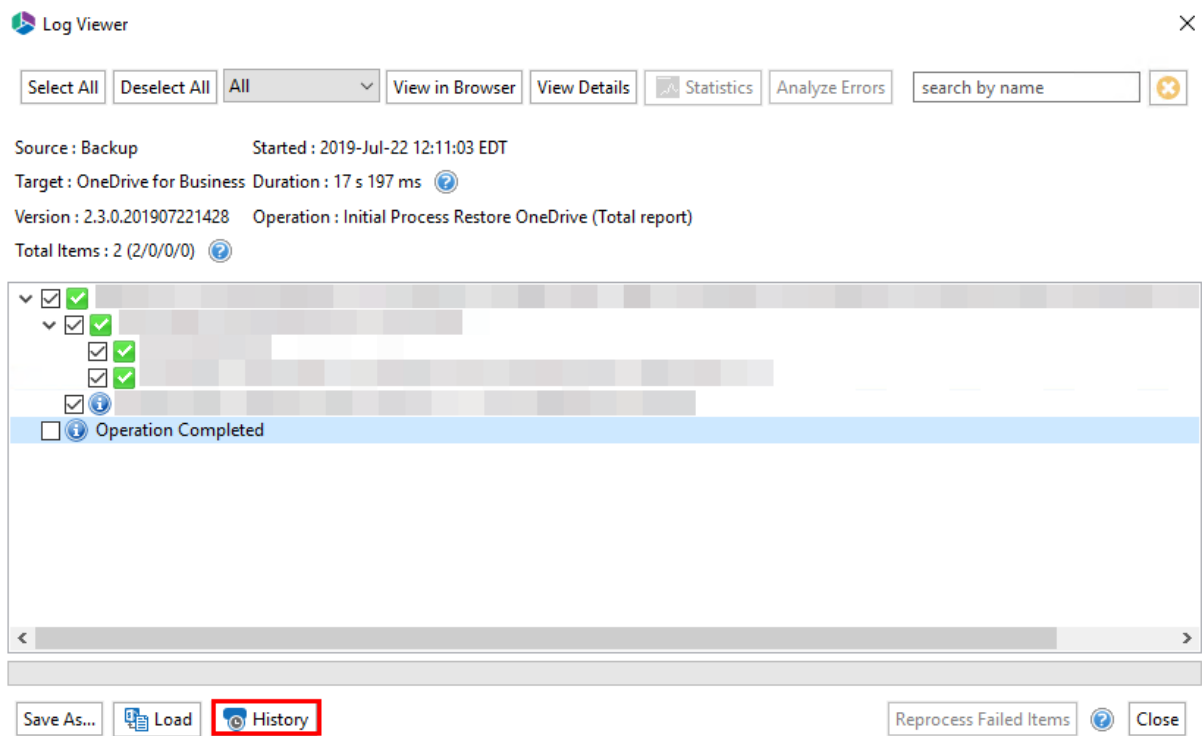 Log Viewer
Select All Deselect All All View in Browser View Details Statistics Analyze Errors search by name
Source : Backup Started : 2019-Jul-22 12:11:03 EDT
Target : OneDrive for Business Duration : 17 s 197 ms
Version : 2.3.0.201907221428 Operation : Initial Process Restore OneDrive (Total report)
Total Items : 2 (2/0/0/0)
Operation Completed
Save As... Load History Reprocess Failed Items Close